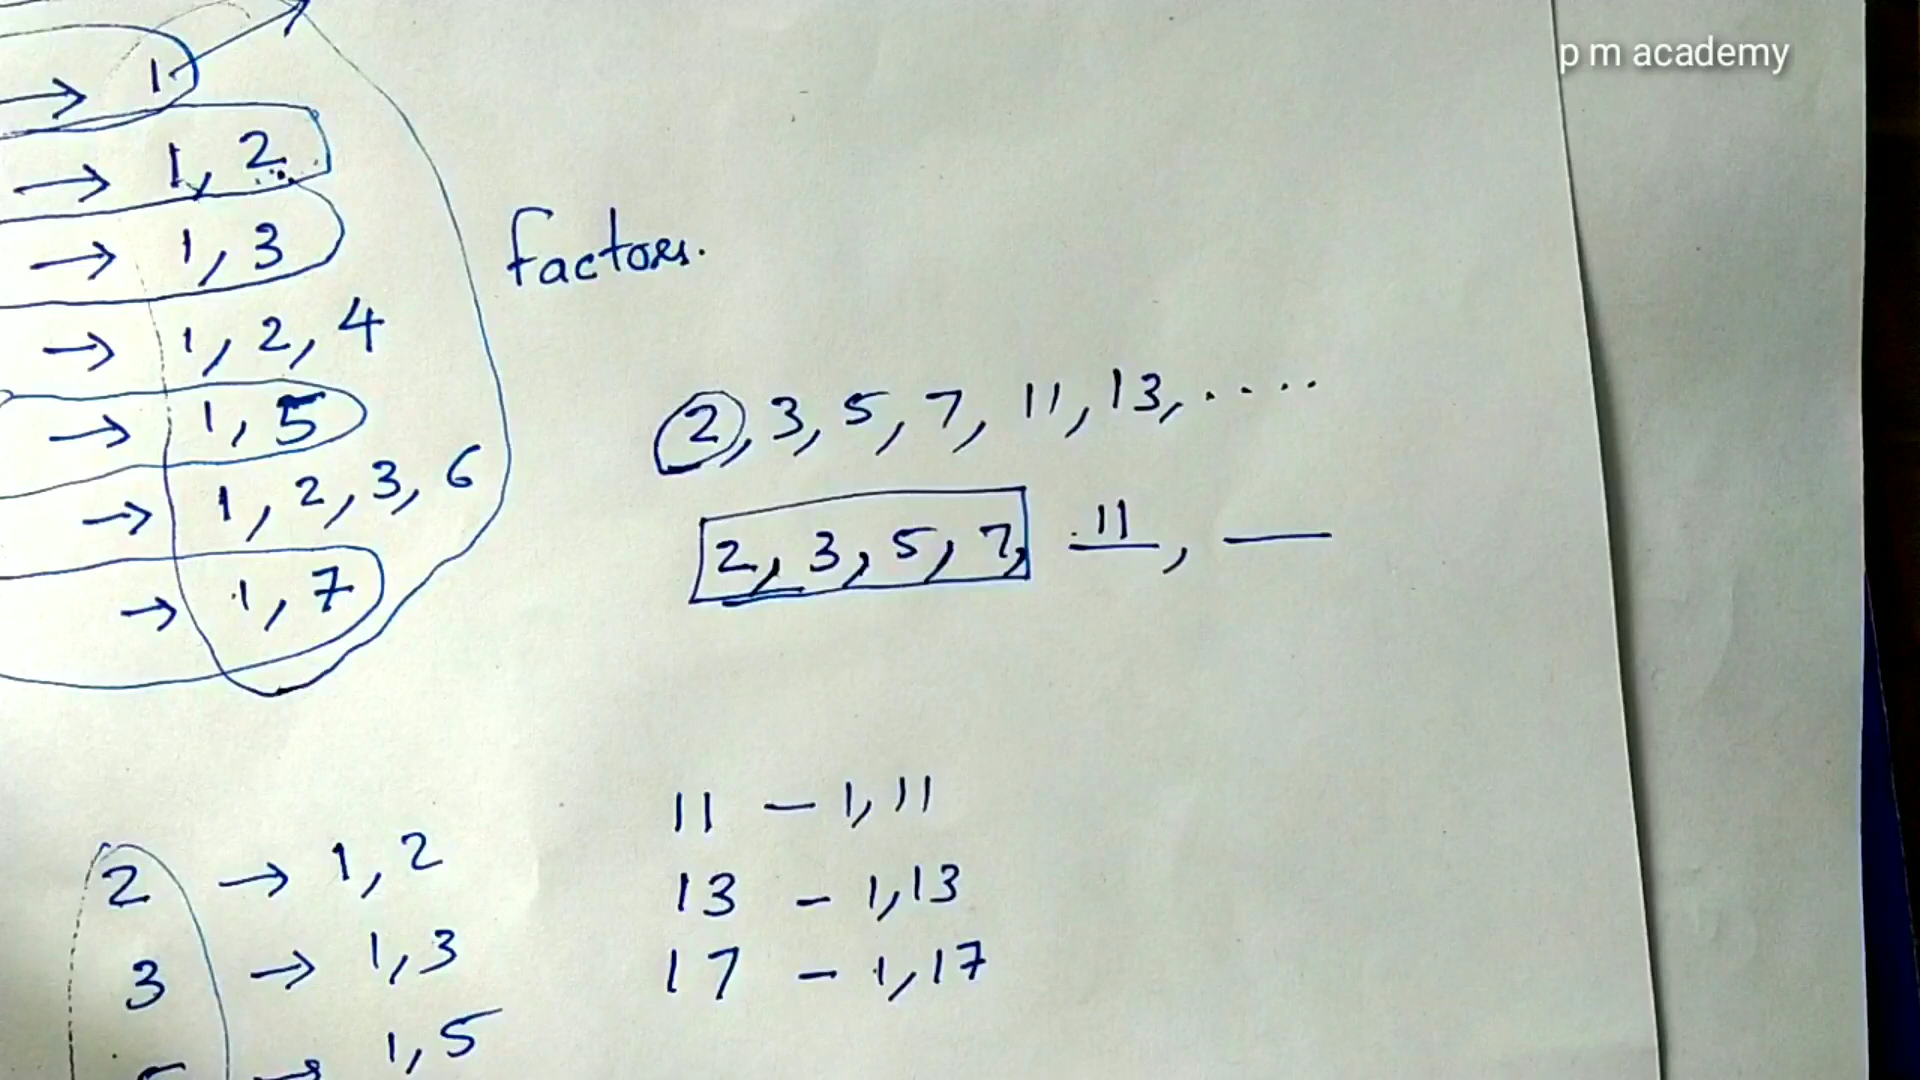 p m academy
→ 1
→ 1, 2
→ 1, 3
factors.
→ 1, 2, 4
→ 1, 5
→ 1, 2, 3, 6
→ 1, 7
2, 3, 5, 7, 11, 13, ....
2, 3, 5, 7, 11, __
2 → 1, 2
3 → 1, 3
→ 1, 5
11 – 1, 11
13 – 1, 13
17 – 1, 17